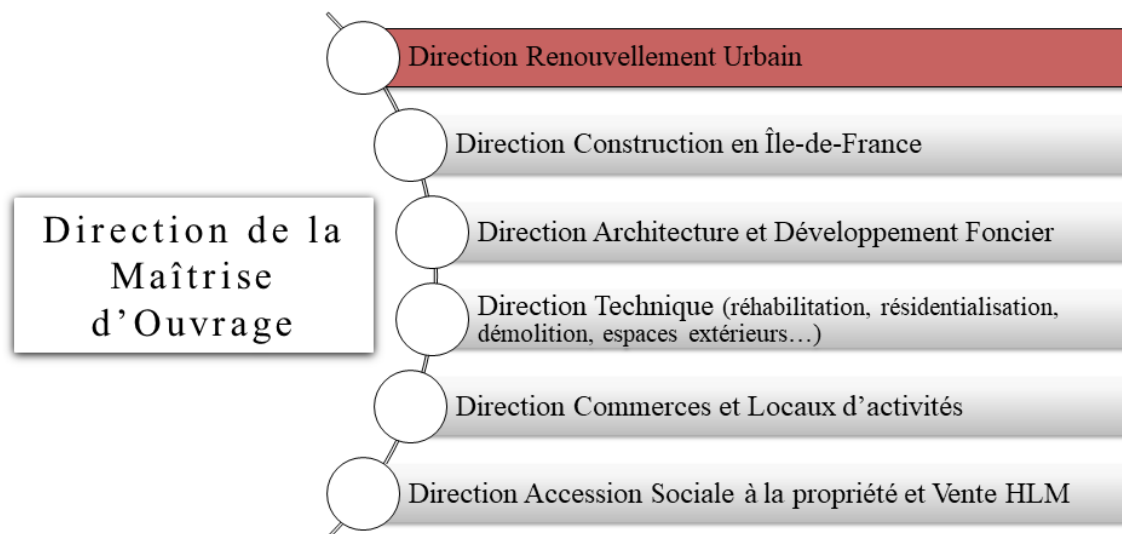 Direction de la
Maîtrise
d’Ouvrage
Direction Renouvellement Urbain
Direction Construction en Île-de-France
Direction Architecture et Développement Foncier
Direction Technique (réhabilitation, résidentialisation,
démolition, espaces extérieurs…)
Direction Commerces et Locaux d’activités
Direction Accession Sociale à la propriété et Vente HLM